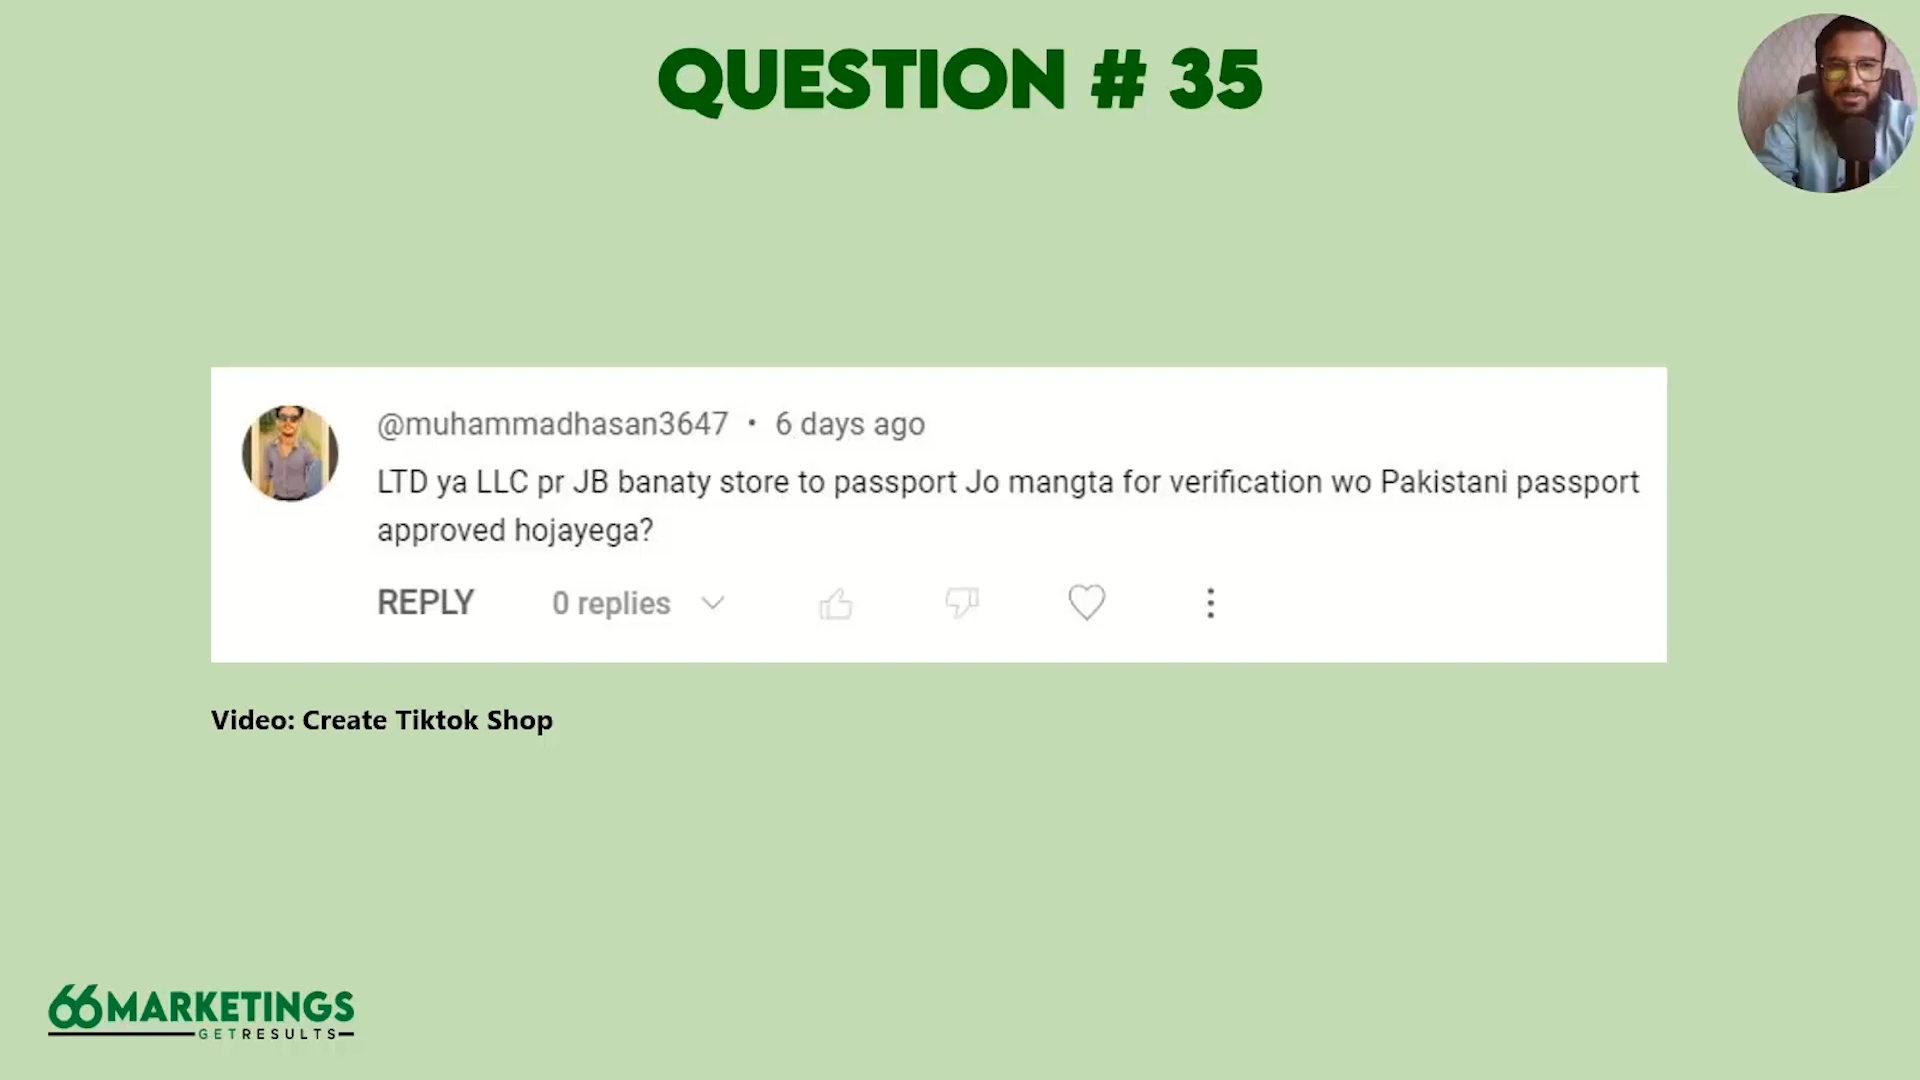 QUESTION # 35
@muhammadhasan3647 • 6 days ago
LTD ya LLC pr JB banaty store to passport Jo mangta for verification wo Pakistani passport
approved hojayega?
REPLY 0 replies
Video: Create Tiktok Shop
66MARKETINGS
GETRESULTS